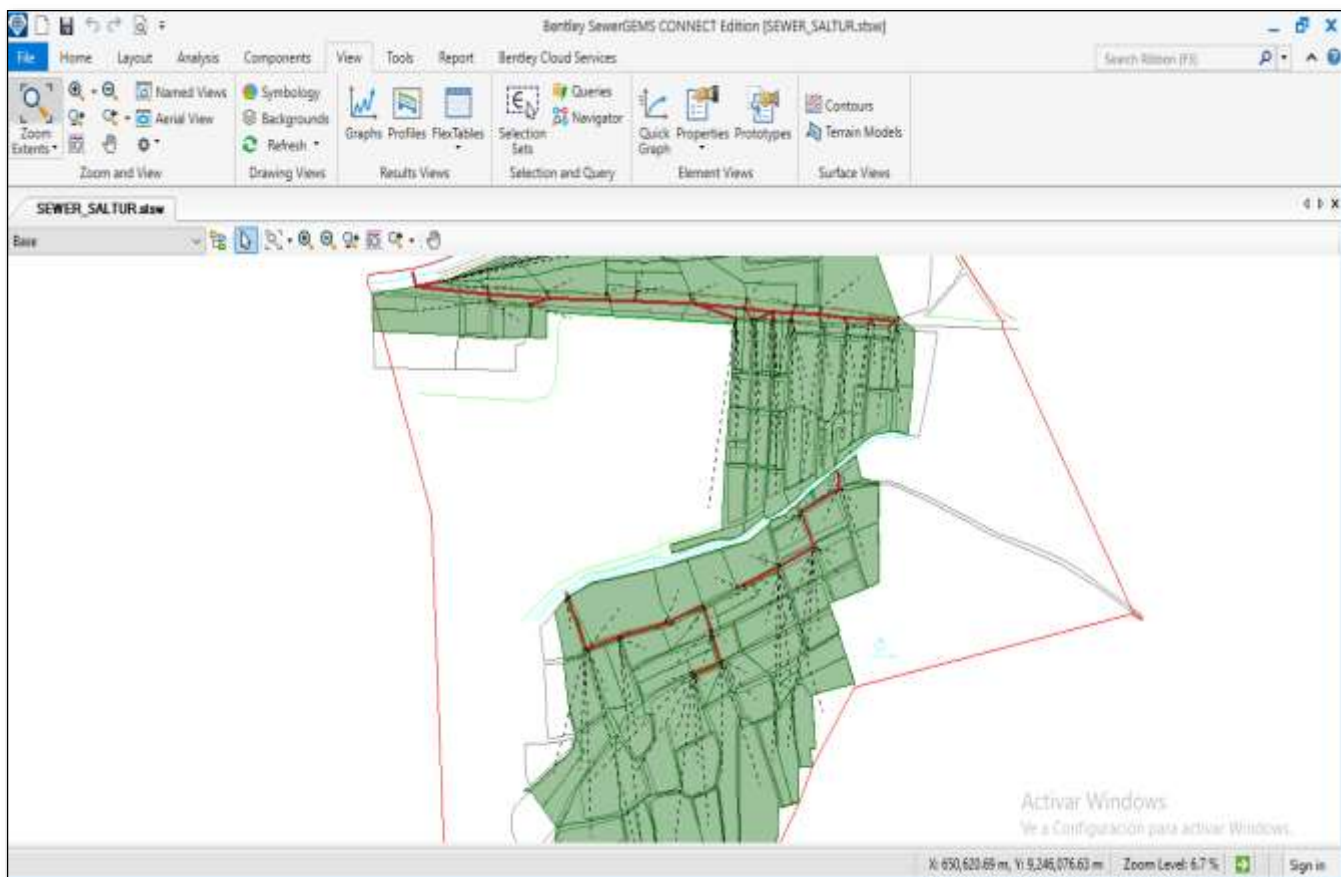 Bentley SewerGEMS CONNECT Edition [SEWER_SALTUR.stsw]
File Home Layout Analysis Components View Tools Report Bentley Cloud Services Search Ribbon (F3)
Named Views Symbology Queries Contours
Aerial View Backgrounds Navigator Terrain Models
Zoom Extents Refresh Graphs Profiles FlexTables Selection Sets Quick Graph Properties Prototypes
Zoom and View Drawing Views Results Views Selection and Query Element Views Surface Views
SEWER_SALTUR.stsw
Base
Activar Windows
Ve a Configuración para activar Windows.
X: 650,620.69 m, Y: 9,246,076.63 m Zoom Level: 6.7 % Sign in